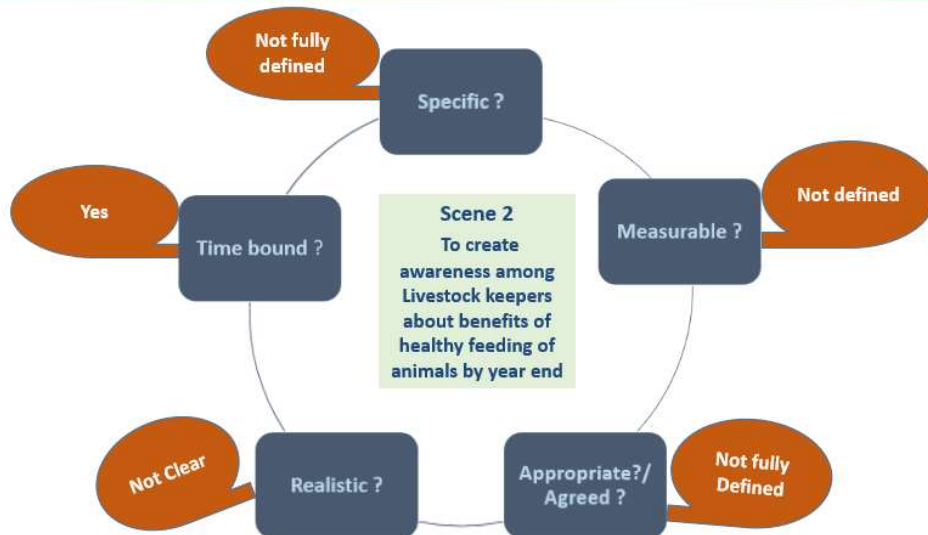 Not fully
defined
Specific ?
Not defined
Measurable ?
Yes
Time bound ?
Scene 2
To create
awareness among
Livestock keepers
about benefits of
healthy feeding of
animals by year end
Not Clear
Realistic ?
Appropriate?/
Agreed ?
Not fully
Defined